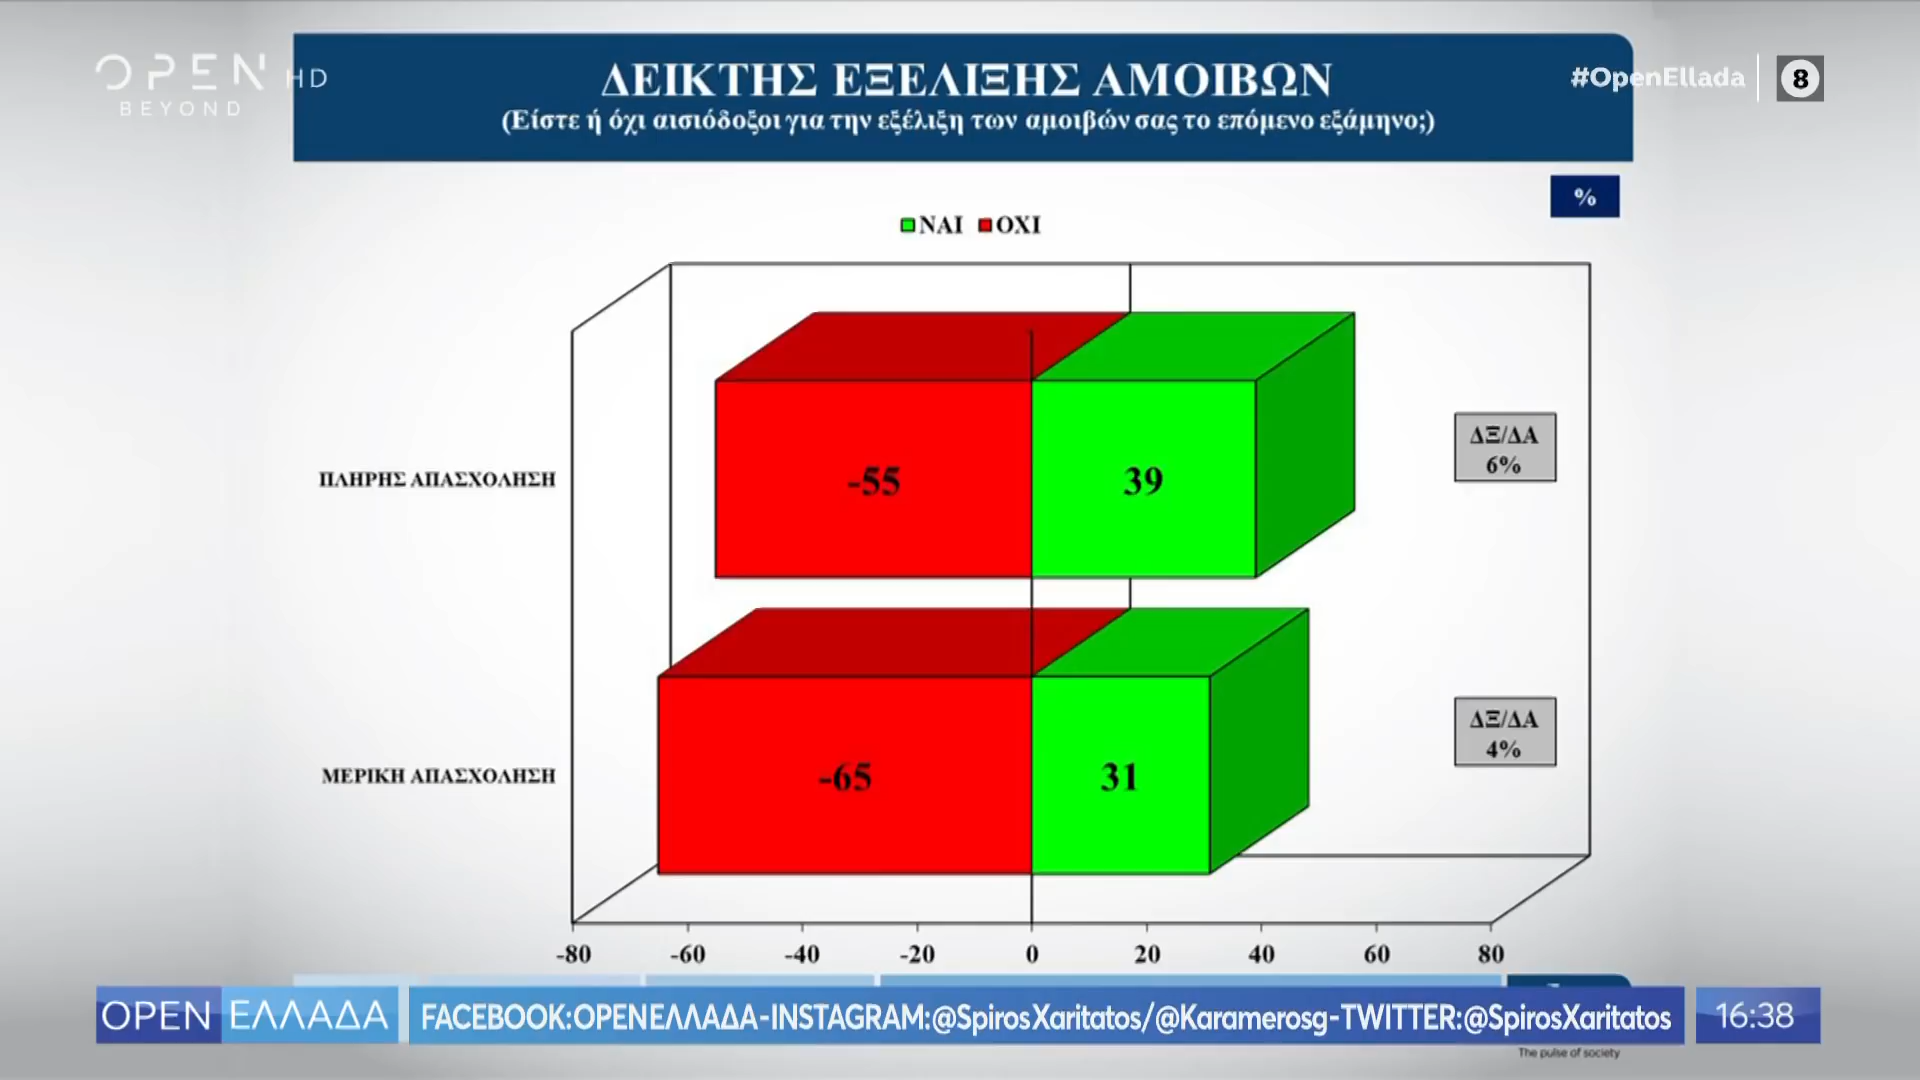 OPEN HD
BEYOND
ΔΕΙΚΤΗΣ ΕΞΕΛΙΞΗΣ ΑΜΟΙΒΩΝ
(Είστε ή όχι αισιόδοξοι για την εξέλιξη των αμοιβών σας το επόμενο εξάμηνο;)
#OpenEllada
8
%
ΝΑΙ ΟΧΙ
ΠΛΗΡΗΣ ΑΠΑΣΧΟΛΗΣΗ
-55
39
ΔΞ/ΔΑ
6%
ΜΕΡΙΚΗ ΑΠΑΣΧΟΛΗΣΗ
-65
31
ΔΞ/ΔΑ
4%
-80 -60 -40 -20 0 20 40 60 80
OPEN ΕΛΛΑΔΑ
FACEBOOK:OPENΕΛΛΑΔΑ-INSTAGRAM:@SpirosXaritatos/@Karamerosg-TWITTER:@SpirosXaritatos
16:38
The pulse of society